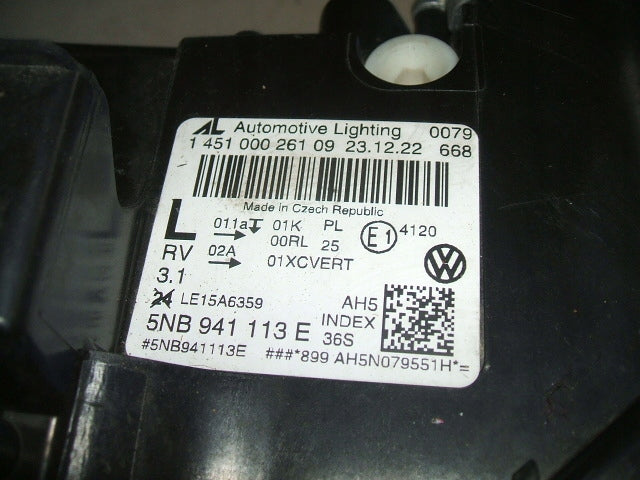 AL Automotive Lighting 0079
1 451 000 261 09 23.12.22 668
Made in Czech Republic
L 011a 01K PL E1 4120
00RL 25
RV 02A 01XCVERT
3.1
24 LE15A6359 AH5
5NB 941 113 E INDEX 36S
#5NB941113E ###*899 AH5N079551H*=